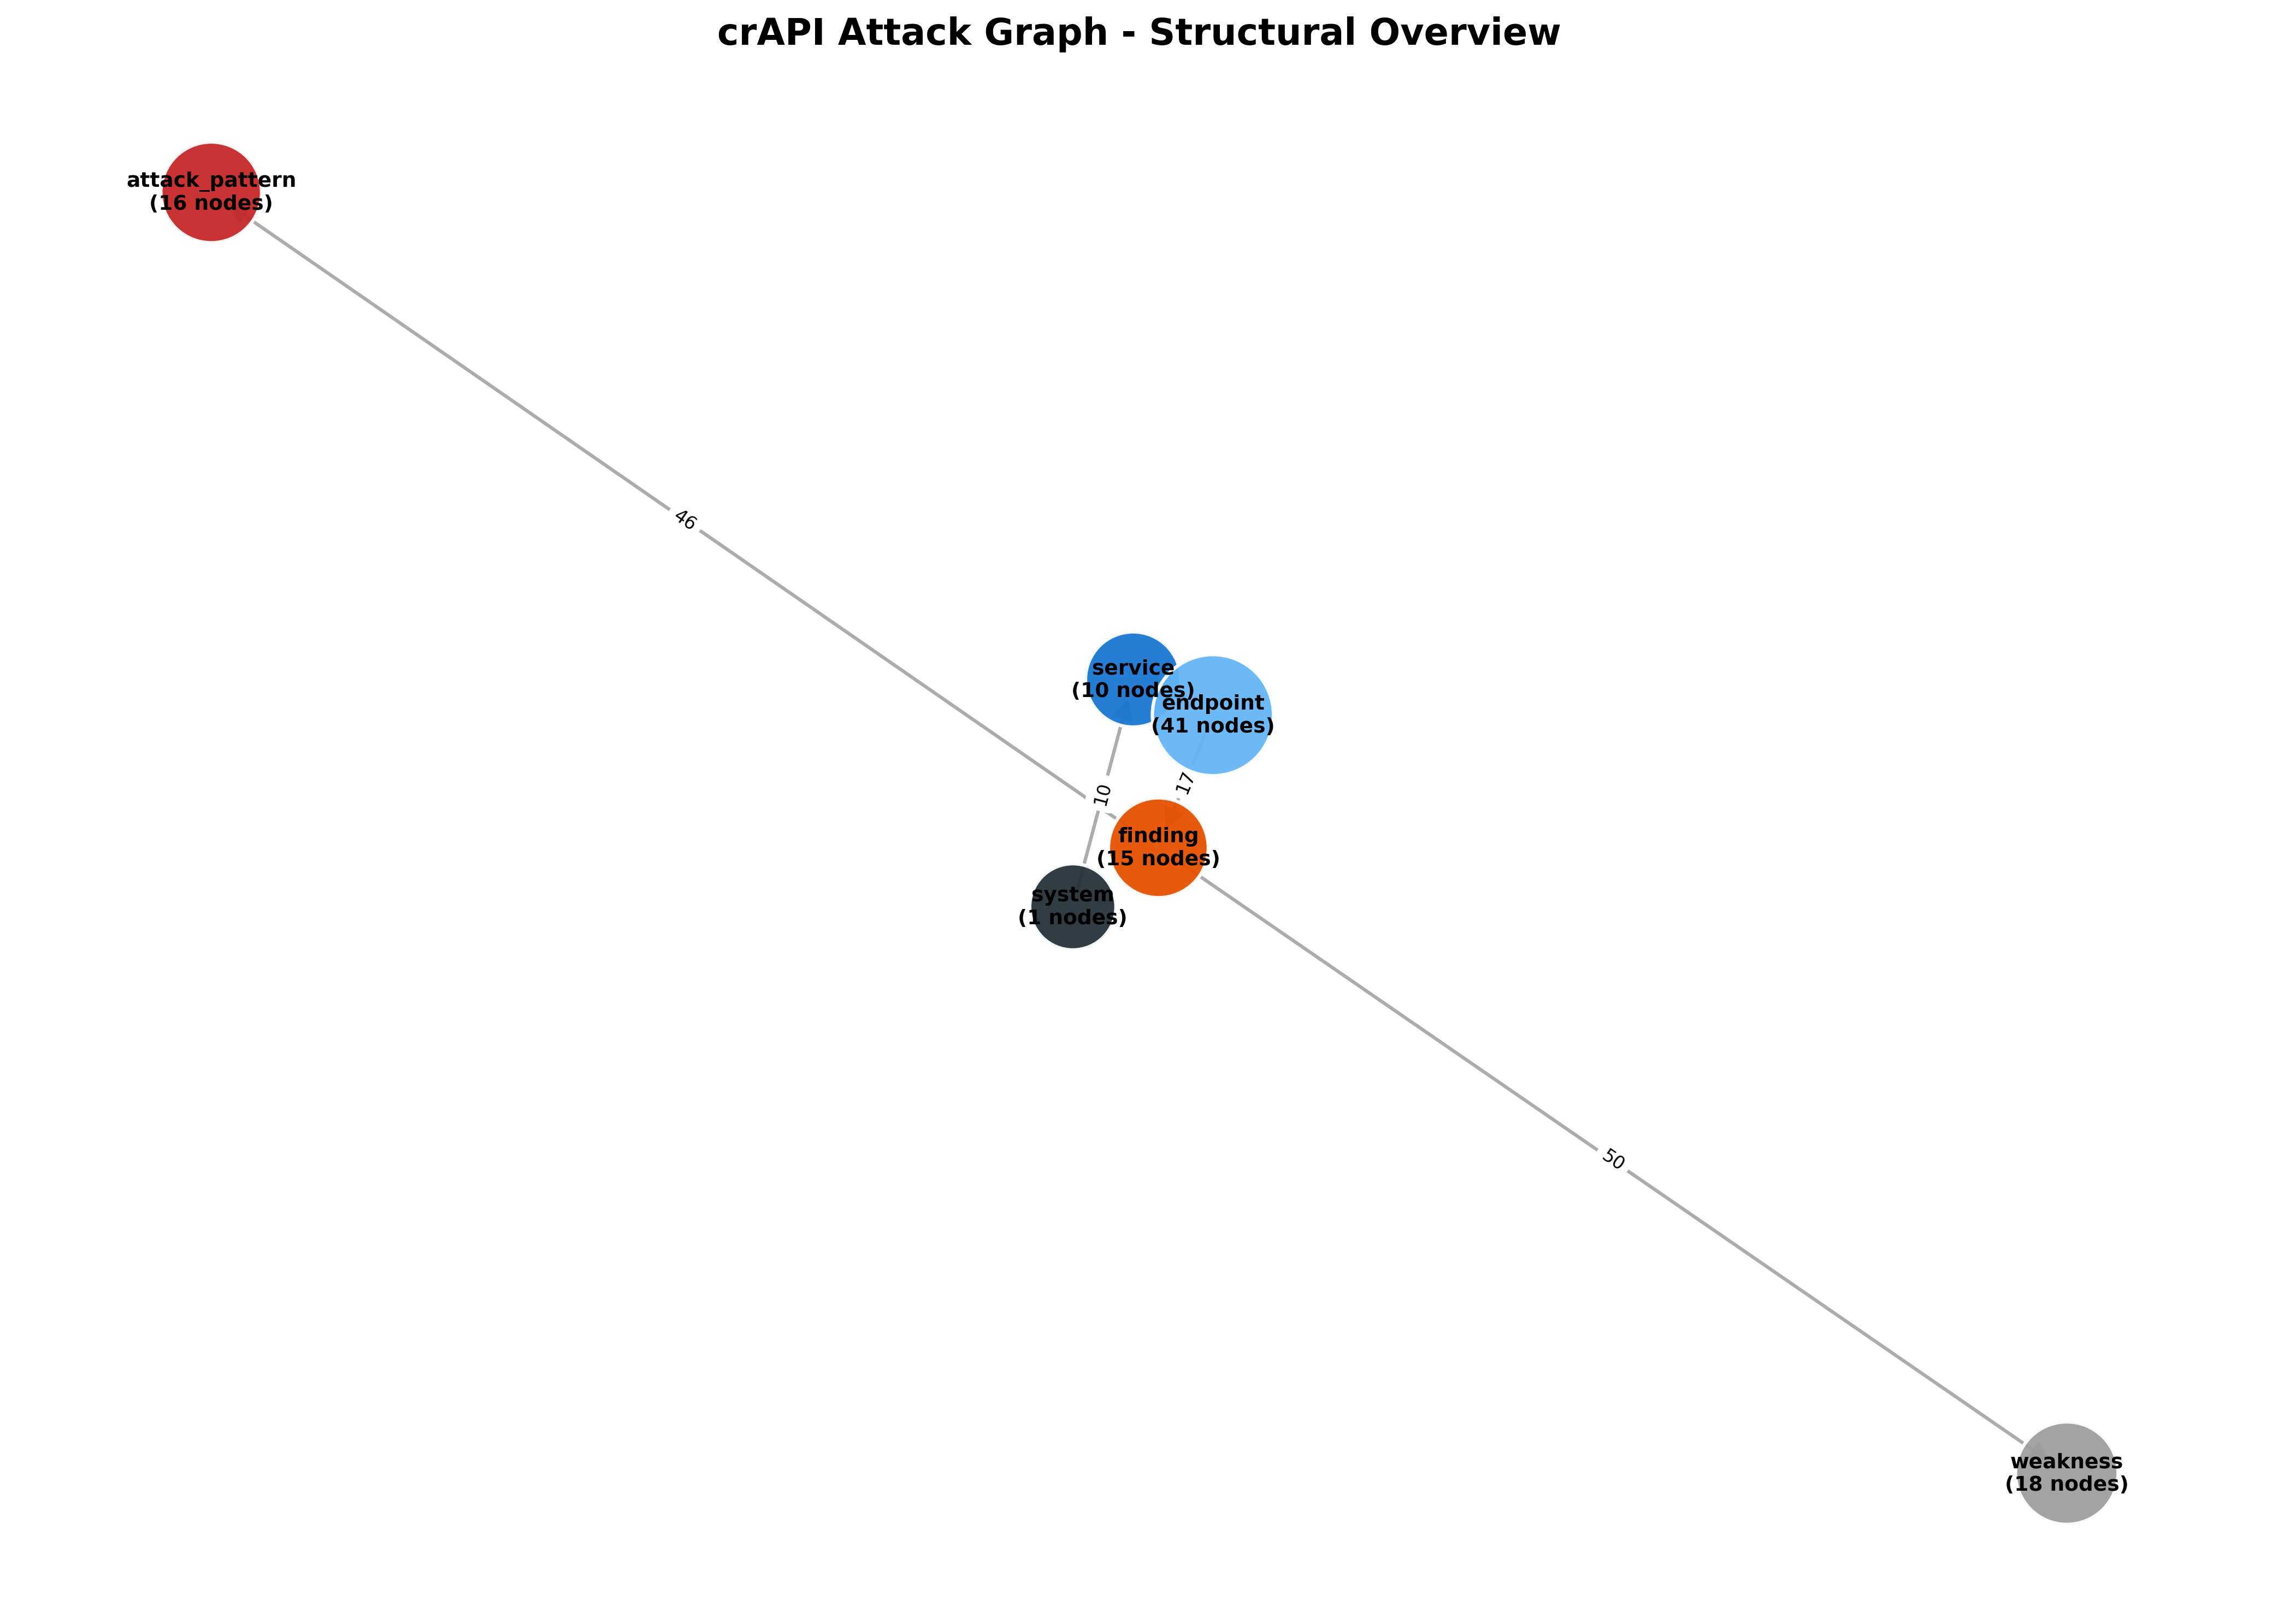 crAPI Attack Graph - Structural Overview
attack_pattern
(16 nodes)
46
service
(10 nodes)
endpoint
(41 nodes)
10
17
finding
(15 nodes)
system
(1 nodes)
50
weakness
(18 nodes)